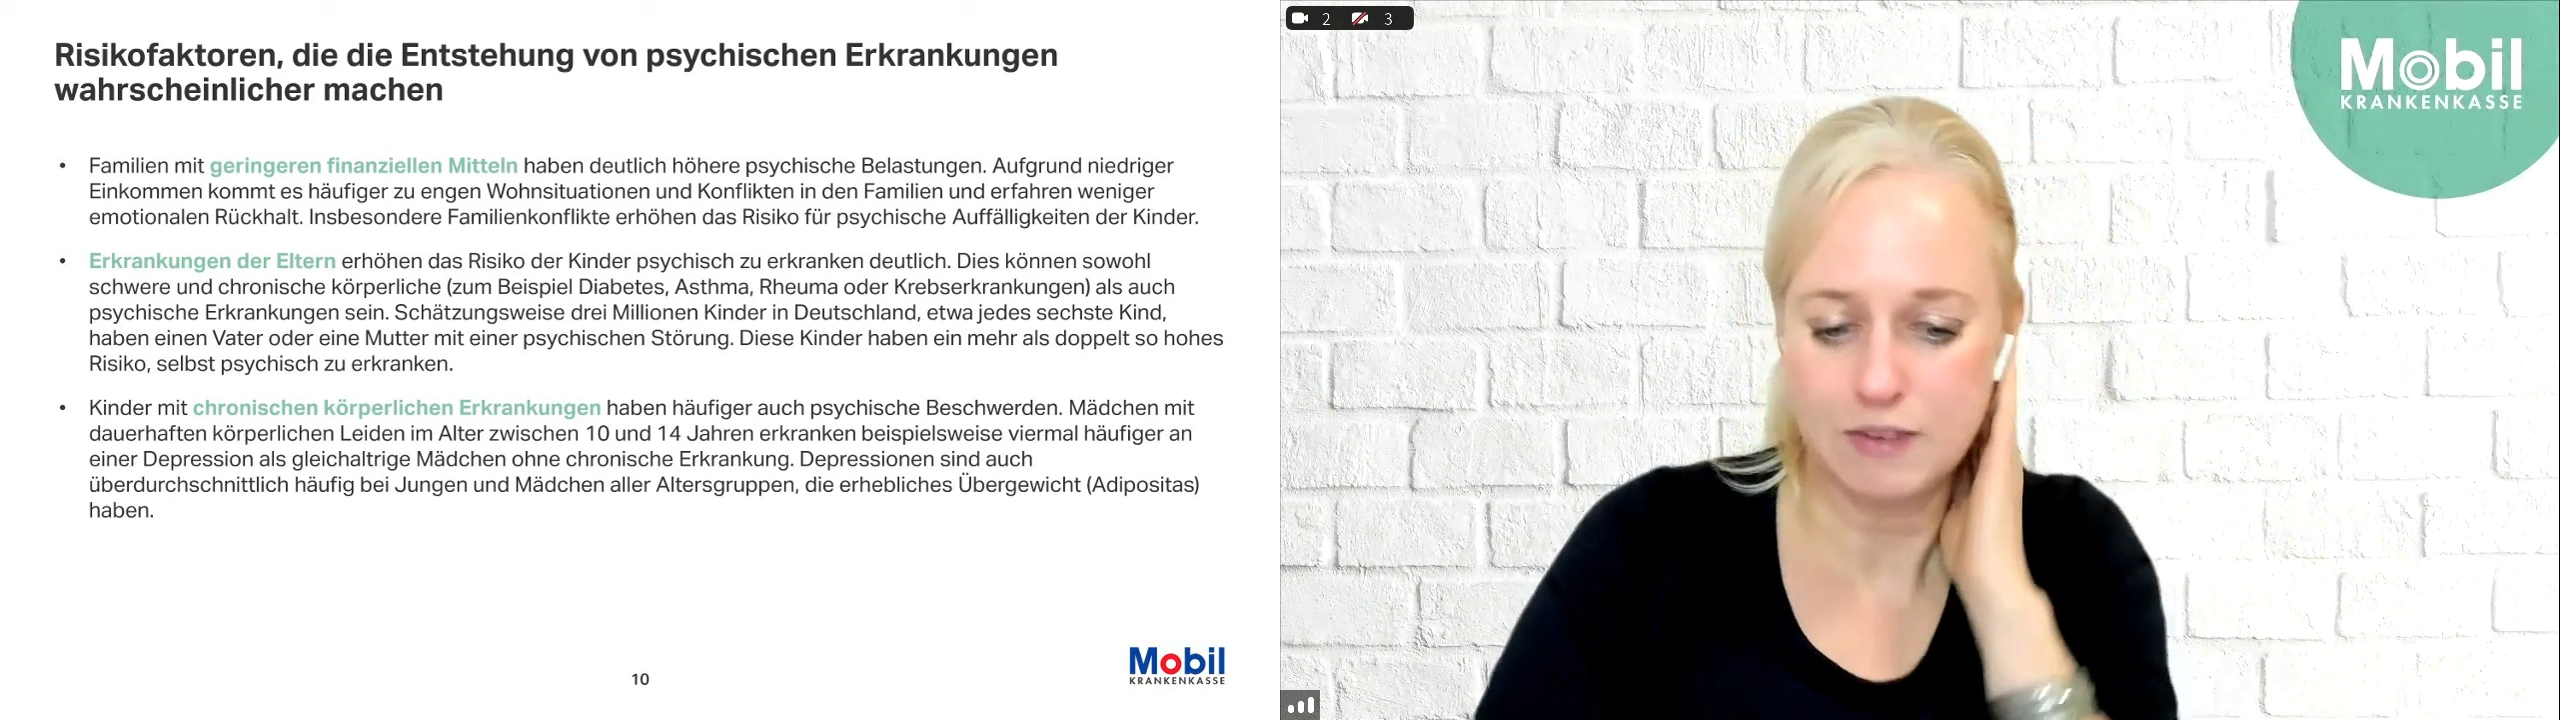 Risikofaktoren, die die Entstehung von psychischen Erkrankungen
wahrscheinlicher machen
• Familien mit geringeren finanziellen Mitteln haben deutlich höhere psychische Belastungen. Aufgrund niedriger
Einkommen kommt es häufiger zu engen Wohnsituationen und Konflikten in den Familien und erfahren weniger
emotionalen Rückhalt. Insbesondere Familienkonflikte erhöhen das Risiko für psychische Auffälligkeiten der Kinder.
• Erkrankungen der Eltern erhöhen das Risiko der Kinder psychisch zu erkranken deutlich. Dies können sowohl
schwere und chronische körperliche (zum Beispiel Diabetes, Asthma, Rheuma oder Krebserkrankungen) als auch
psychische Erkrankungen sein. Schätzungsweise drei Millionen Kinder in Deutschland, etwa jedes sechste Kind,
haben einen Vater oder eine Mutter mit einer psychischen Störung. Diese Kinder haben ein mehr als doppelt so hohes
Risiko, selbst psychisch zu erkranken.
• Kinder mit chronischen körperlichen Erkrankungen haben häufiger auch psychische Beschwerden. Mädchen mit
dauerhaften körperlichen Leiden im Alter zwischen 10 und 14 Jahren erkranken beispielsweise viermal häufiger an
einer Depression als gleichaltrige Mädchen ohne chronische Erkrankung. Depressionen sind auch
überdurchschnittlich häufig bei Jungen und Mädchen aller Altersgruppen, die erhebliches Übergewicht (Adipositas)
haben.
10
Mobil
KRANKENKASSE
2 3
Mobil
KRANKENKASSE